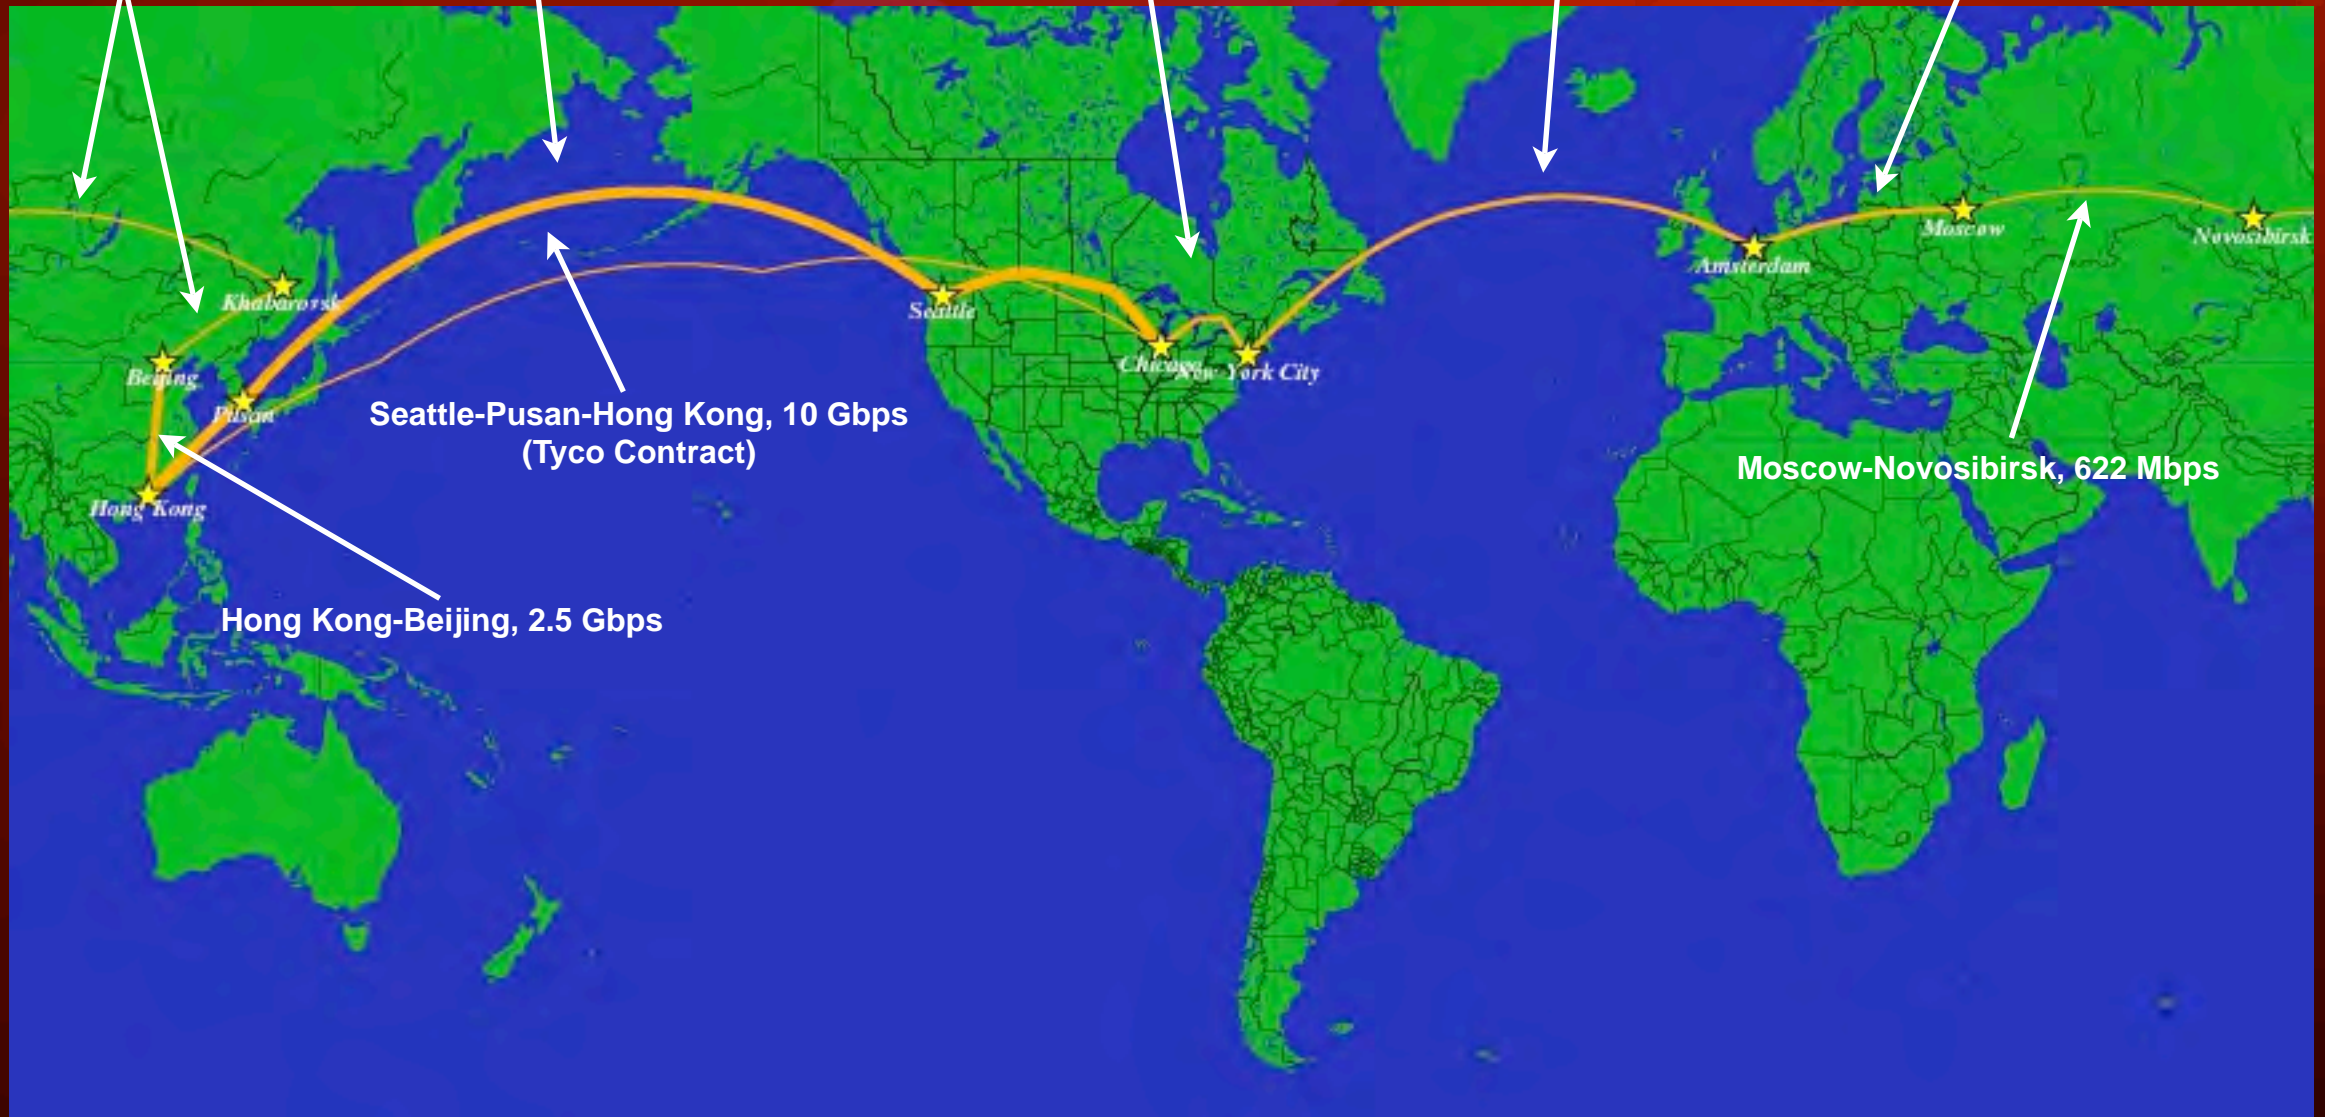 Moscow
Novosibirsk
Amsterdam
Khabarovsk
Seattle
Chicago
New York City
Beijing
Pusan
Seattle-Pusan-Hong Kong, 10 Gbps
(Tyco Contract)
Moscow-Novosibirsk, 622 Mbps
Hong Kong
Hong Kong-Beijing, 2.5 Gbps